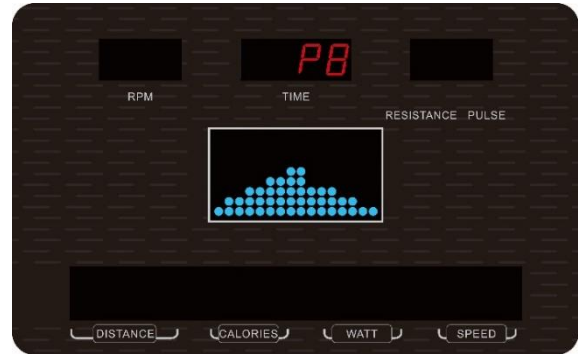 P8
RPM
TIME
RESISTANCE PULSE
DISTANCE
CALORIES
WATT
SPEED